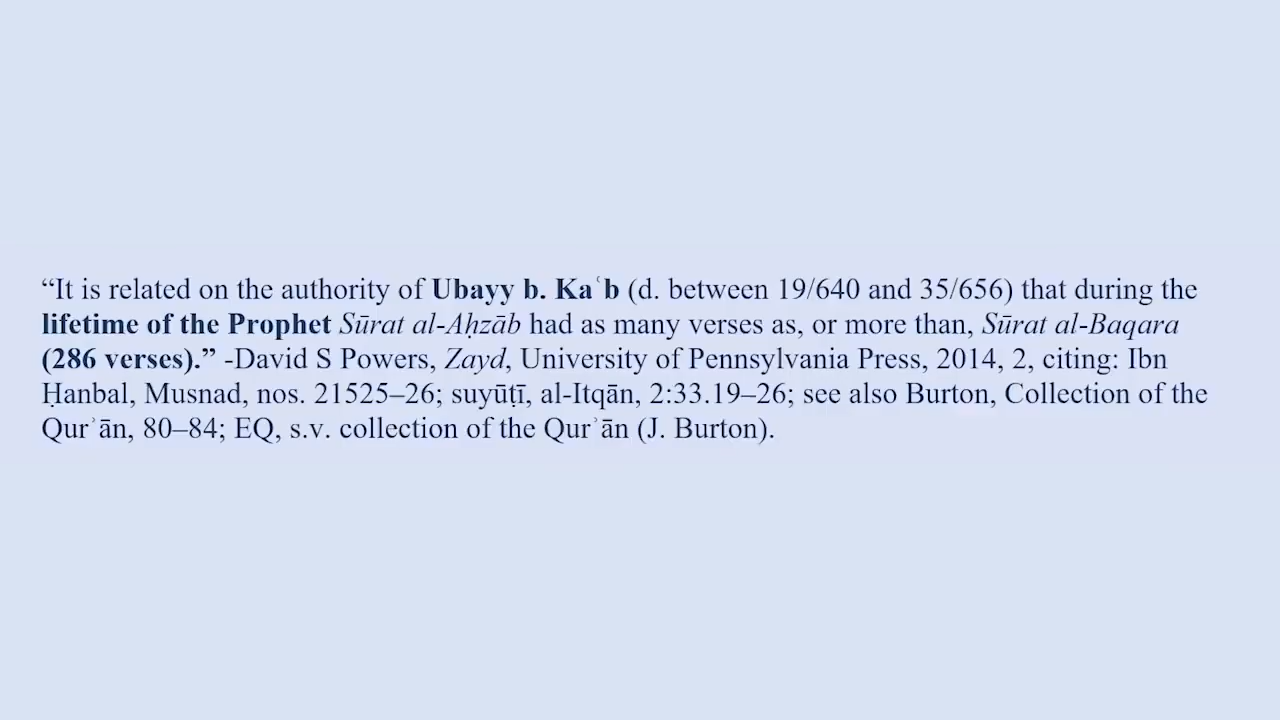 “It is related on the authority of Ubayy b. Kaʿb (d. between 19/640 and 35/656) that during the
lifetime of the Prophet Sūrat al-Aḥzāb had as many verses as, or more than, Sūrat al-Baqara
(286 verses).” -David S Powers, Zayd, University of Pennsylvania Press, 2014, 2, citing: Ibn
Ḥanbal, Musnad, nos. 21525–26; suyūṭī, al-Itqān, 2:33.19–26; see also Burton, Collection of the
Qurʾān, 80–84; EQ, s.v. collection of the Qurʾān (J. Burton).